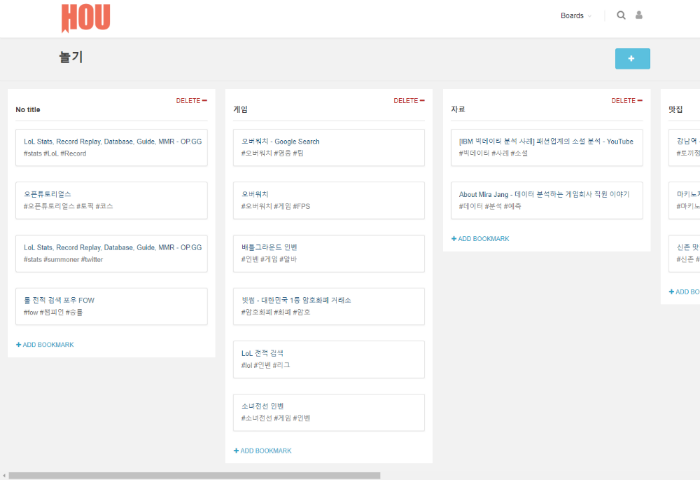 HOU
Boards
놀기
DELETE
No title
LoL Stats, Record Replay, Database, Guide, MMR - OP.GG
#stats #LoL #Record
오픈튜토리얼스
#오픈튜토리얼스 #토픽 #코스
LoL Stats, Record Replay, Database, Guide, MMR - OP.GG
#stats #summoner #twitter
롤 전적 검색 포우 FOW
#fow #챔피언 #승률
ADD BOOKMARK
DELETE
게임
오버워치 - Google Search
#오버워치 #영웅 #팀
오버워치
#오버워치 #게임 #FPS
배틀그라운드 인벤
#인벤 #게임 #알바
빗썸 - 대한민국 1등 암호화폐 거래소
#암호화폐 #화폐 #암호
LoL 전적 검색
#lol #인벤 #리그
소녀전선 인벤
#소녀전선 #게임 #인벤
ADD BOOKMARK
DELETE
자료
[IBM 빅데이터 분석 사례] 패션업계의 소셜 분석 - YouTube
#빅데이터 #사례 #소셜
About Mira Jang - 데이터 분석하는 게임회사 직원 이야기
#데이터 #분석 #예측
ADD BOOKMARK
맛집
강남역
마키노
#마키노
신촌 맛
#신촌 #
ADD BO